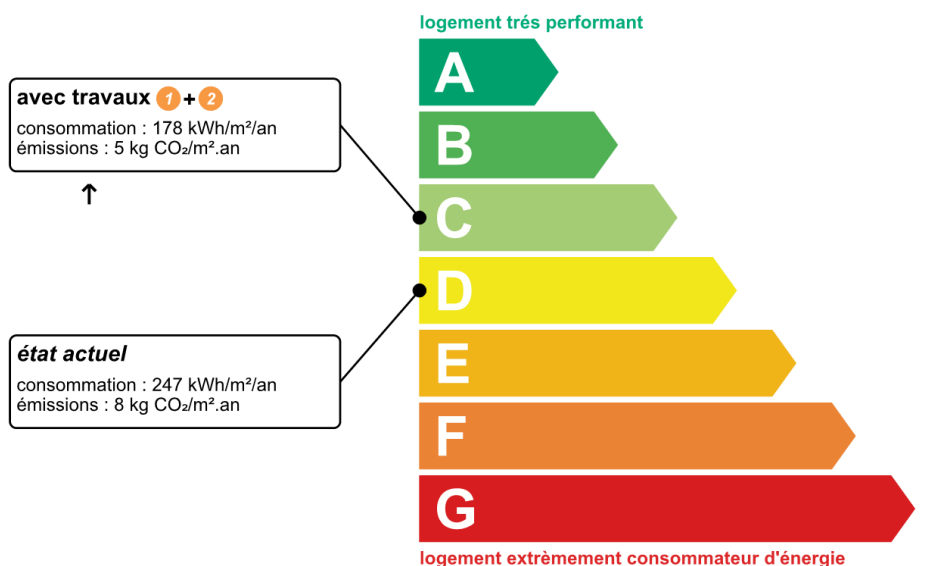 logement trés performant
A
avec travaux 1 + 2
consommation : 178 kWh/m²/an
émissions : 5 kg CO₂/m².an
B
↑
C
D
état actuel
consommation : 247 kWh/m²/an
émissions : 8 kg CO₂/m².an
E
F
G
logement extrèmement consommateur d'énergie